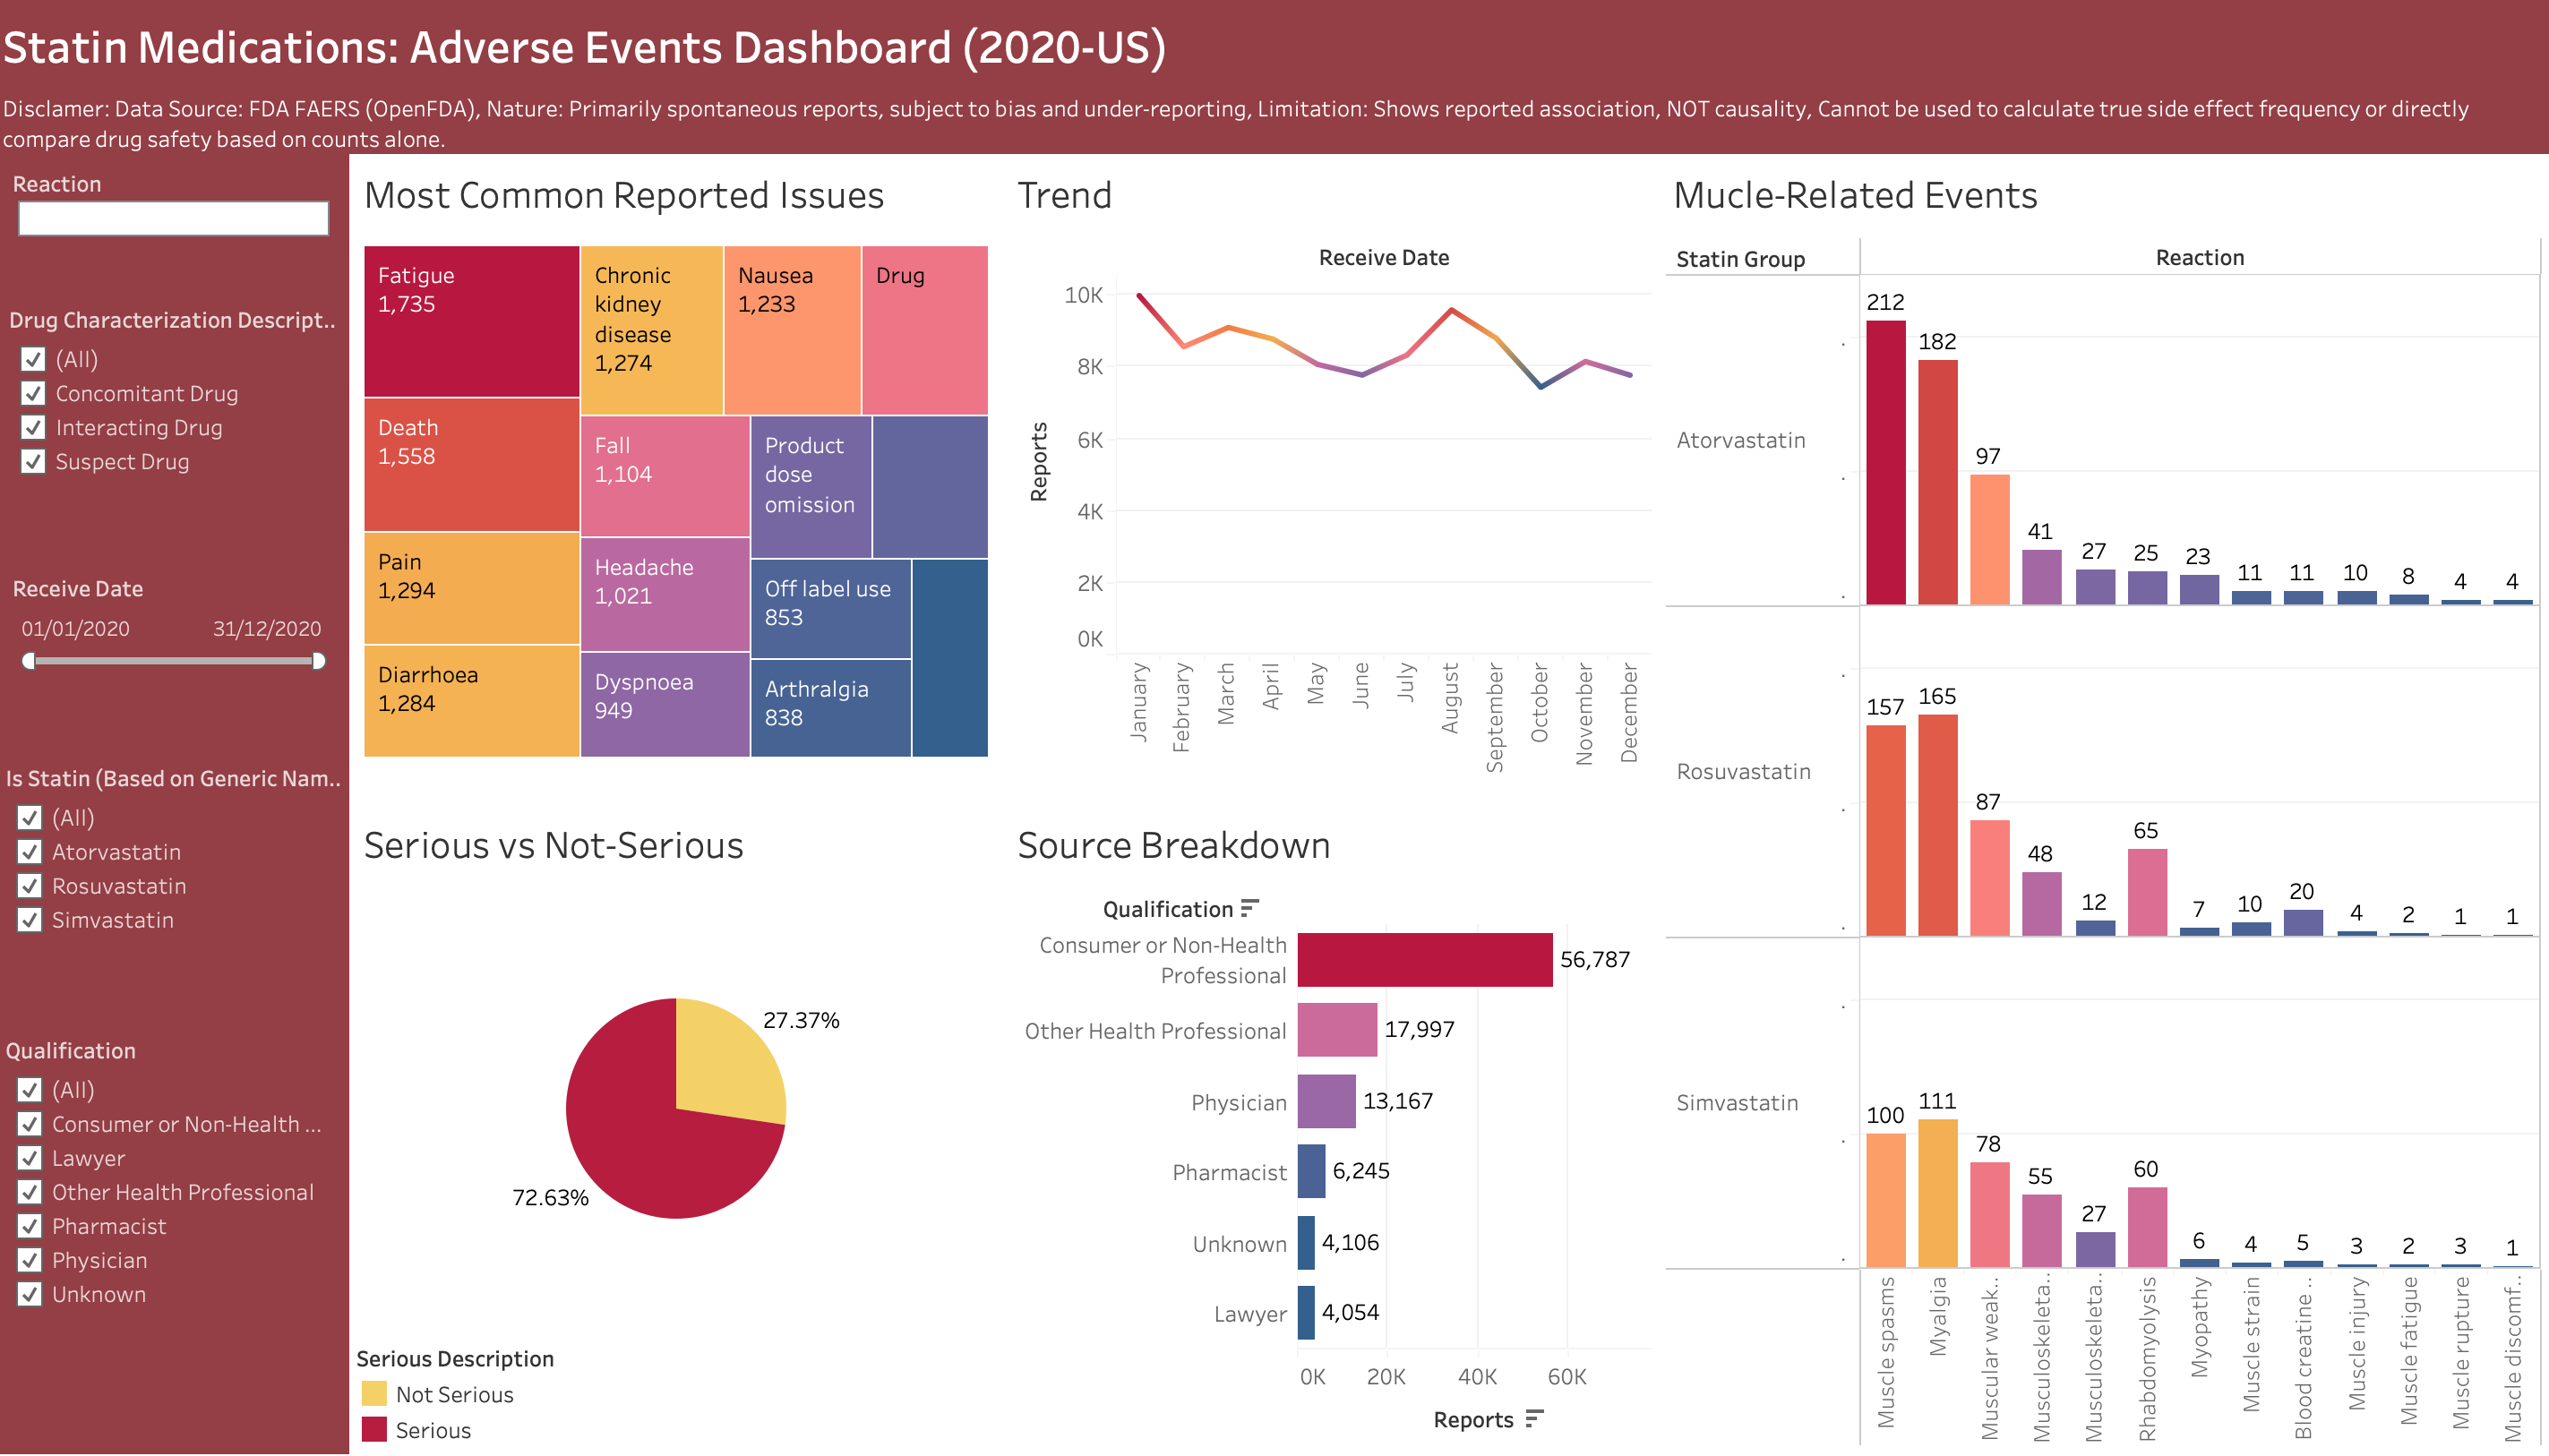 Statin Medications: Adverse Events Dashboard (2020-US)
Disclamer: Data Source: FDA FAERS (OpenFDA), Nature: Primarily spontaneous reports, subject to bias and under-reporting, Limitation: Shows reported association, NOT causality, Cannot be used to calculate true side effect frequency or directly
compare drug safety based on counts alone.
Reaction
Drug Characterization Descript..
(All)
Concomitant Drug
Interacting Drug
Suspect Drug
Receive Date
01/01/2020 31/12/2020
Is Statin (Based on Generic Nam..
(All)
Atorvastatin
Rosuvastatin
Simvastatin
Qualification
(All)
Consumer or Non-Health ...
Lawyer
Other Health Professional
Pharmacist
Physician
Unknown
Most Common Reported Issues
Fatigue
1,735
Death
1,558
Pain
1,294
Diarrhoea
1,284
Chronic
kidney
disease
1,274
Nausea
1,233
Drug
Fall
1,104
Headache
1,021
Dyspnoea
949
Product
dose
omission
Off label use
853
Arthralgia
838
Trend
Receive Date
Reports
10K
8K
6K
4K
2K
0K
January
February
March
April
May
June
July
August
September
October
November
December
Serious vs Not-Serious
27.37%
72.63%
Serious Description
Not Serious
Serious
Source Breakdown
Qualification
Consumer or Non-Health
Professional
56,787
Other Health Professional
17,997
Physician
13,167
Pharmacist
6,245
Unknown
4,106
Lawyer
4,054
0K 20K 40K 60K
Reports
Mucle-Related Events
Statin Group
Reaction
Atorvastatin
212 182 97 41 27 25 23 11 11 10 8 4 4
Rosuvastatin
157 165 87 48 12 65 7 10 20 4 2 1 1
Simvastatin
100 111 78 55 27 60 6 4 5 3 2 3 1
Muscle spasms
Myalgia
Muscular weak..
Musculoskeleta..
Musculoskeleta..
Rhabdomyolysis
Myopathy
Muscle strain
Blood creatine..
Muscle injury
Muscle fatigue
Muscle rupture
Muscle discomf..